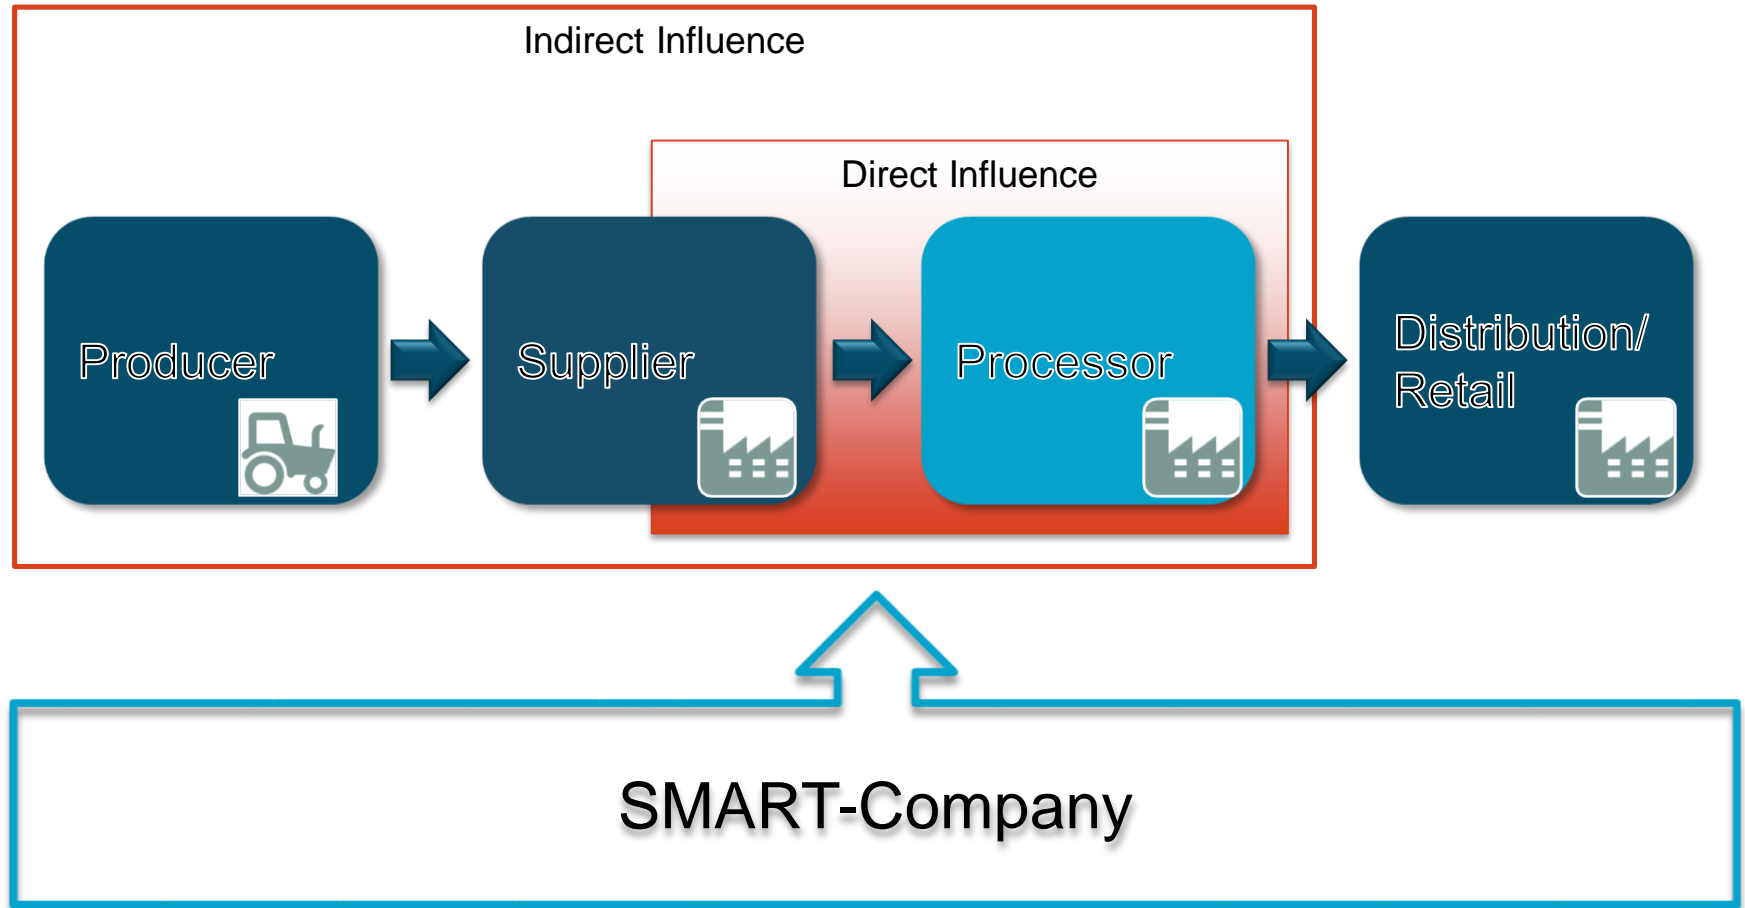 Indirect Influence
Direct Influence
Producer
Supplier
Processor
Distribution/
Retail
SMART-Company